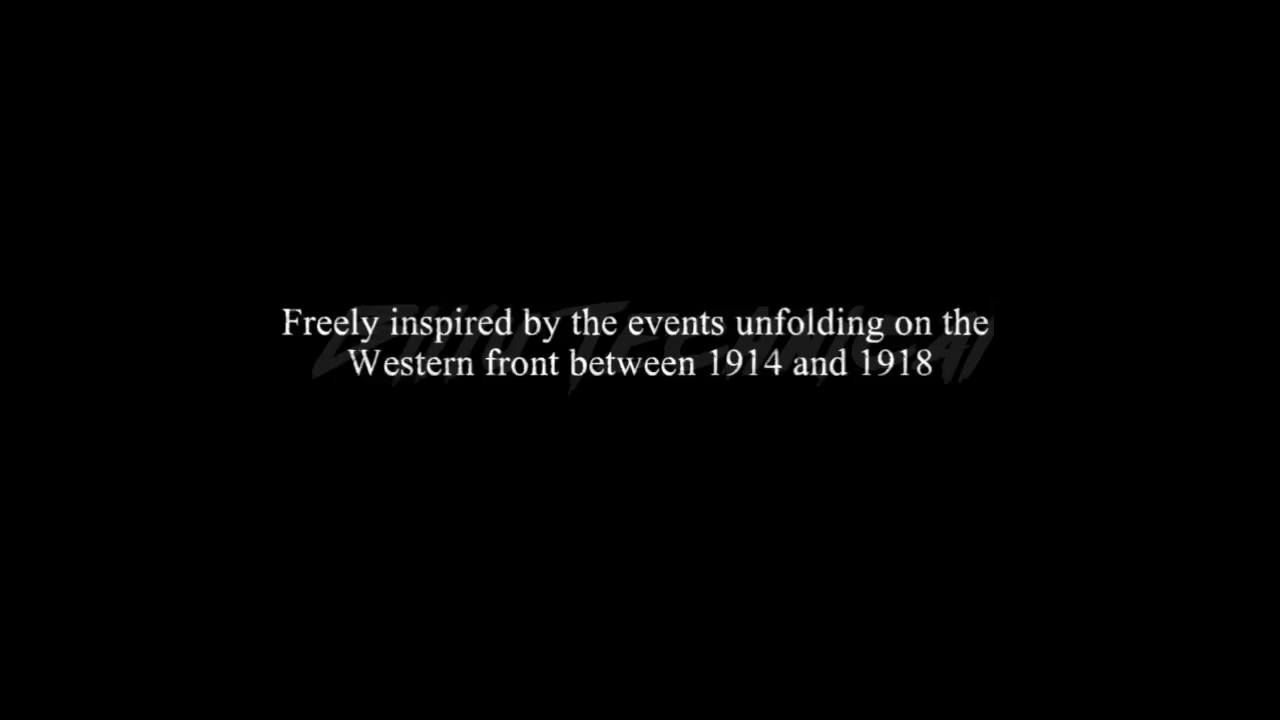 Freely inspired by the events unfolding on the
Western front between 1914 and 1918